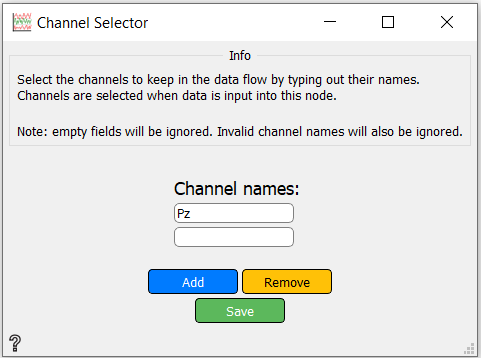 Channel Selector
Info
Select the channels to keep in the data flow by typing out their names.
Channels are selected when data is input into this node.
Note: empty fields will be ignored. Invalid channel names will also be ignored.
Channel names:
Pz
Add Remove
Save
?